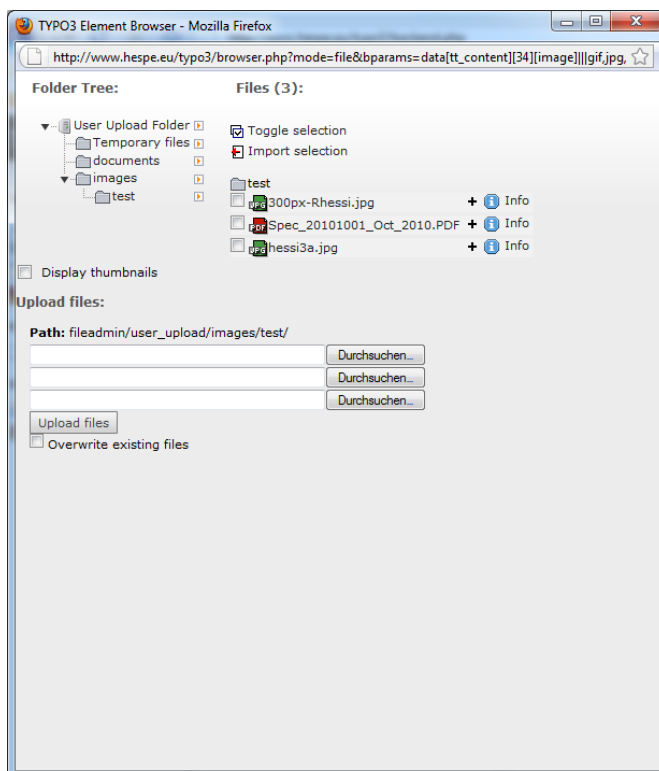 TYPO3 Element Browser - Mozilla Firefox
http://www.hespe.eu/typo3/browser.php?mode=file&bparams=data[tt_content][34][image]|||gif,jpg,
Folder Tree:
Files (3):
User Upload Folder
Temporary files
documents
images
test
Toggle selection
Import selection
test
JPG 300px-Rhessi.jpg + i Info
PDF Spec_20101001_Oct_2010.PDF + i Info
JPG hessi3a.jpg + i Info
Display thumbnails
Upload files:
Path: fileadmin/user_upload/images/test/
Durchsuchen...
Durchsuchen...
Durchsuchen...
Upload files
Overwrite existing files